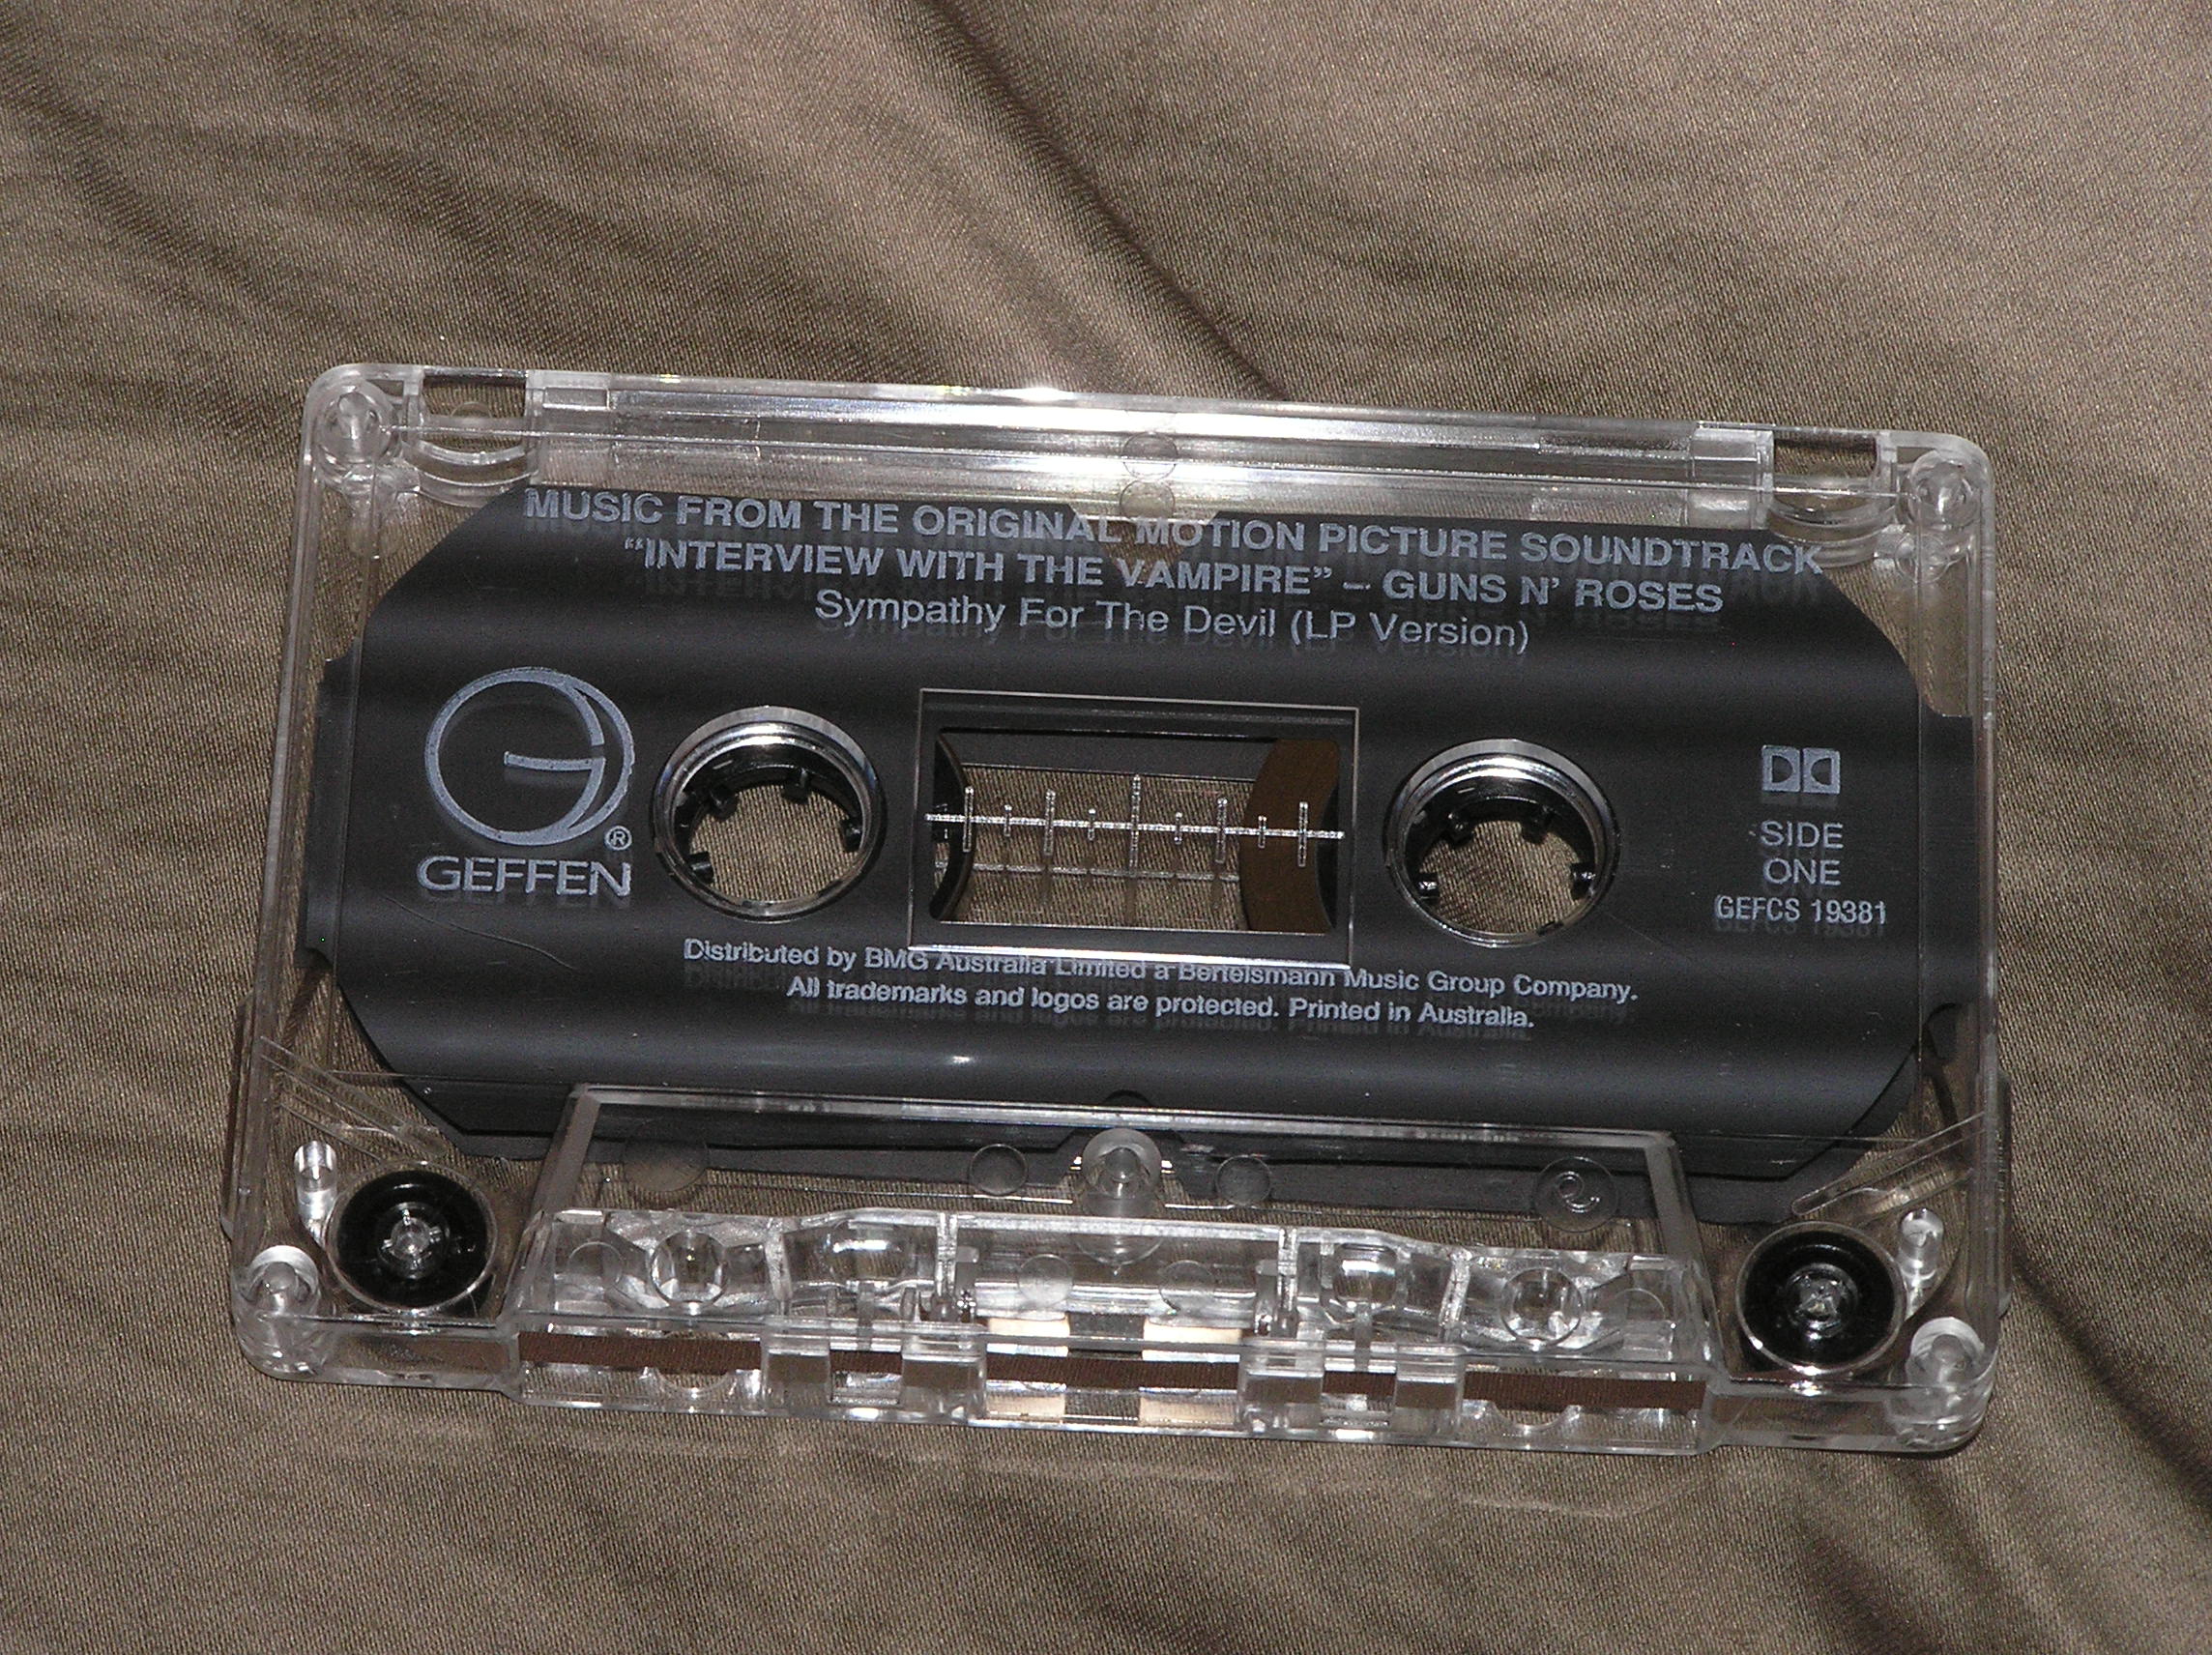 MUSIC FROM THE ORIGINAL MOTION PICTURE SOUNDTRACK
“INTERVIEW WITH THE VAMPIRE” – GUNS N’ ROSES
Sympathy For The Devil (LP Version)
GEFFEN®
SIDE
ONE
GEFCS 19381
Distributed by BMG Australia Limited a Bertelsmann Music Group Company.
All trademarks and logos are protected. Printed in Australia.